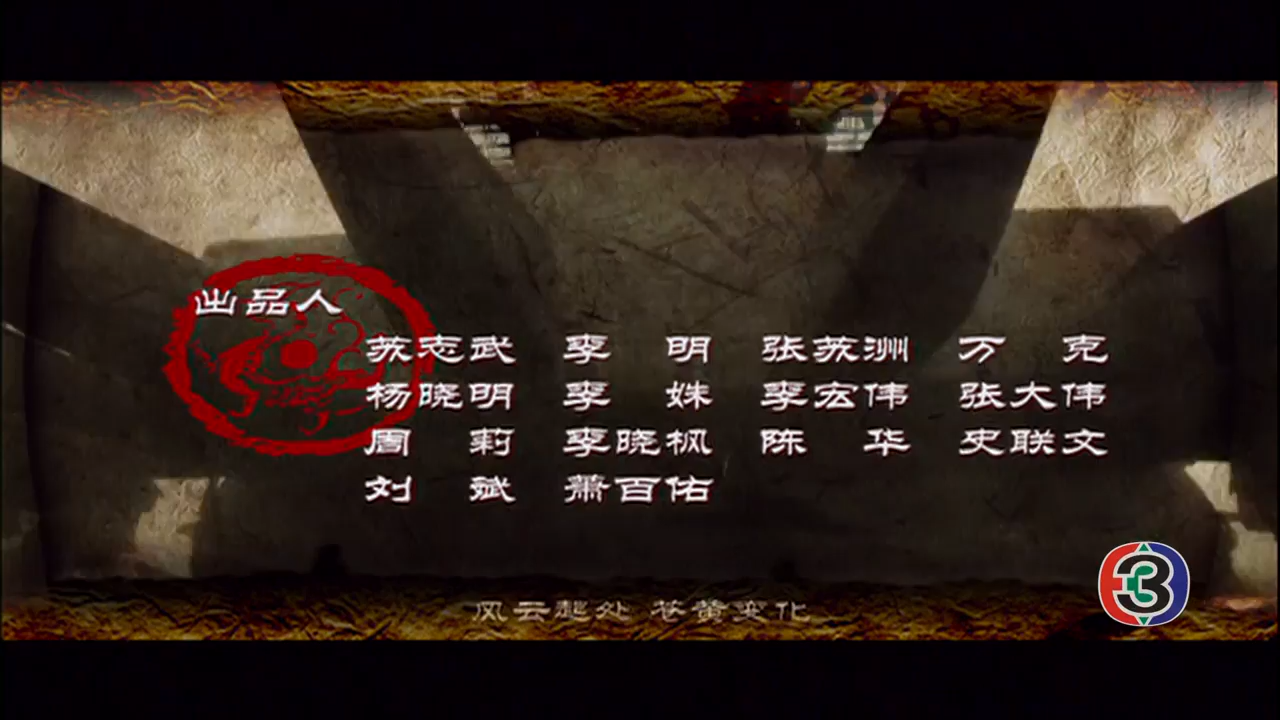 出品人
苏志武 李明 张苏洲 万克
杨晓明 李姝 李宏伟 张大伟
周莉 李晓枫 陈华 史联文
刘斌 萧百佑
风云起处 苍黄变化
3